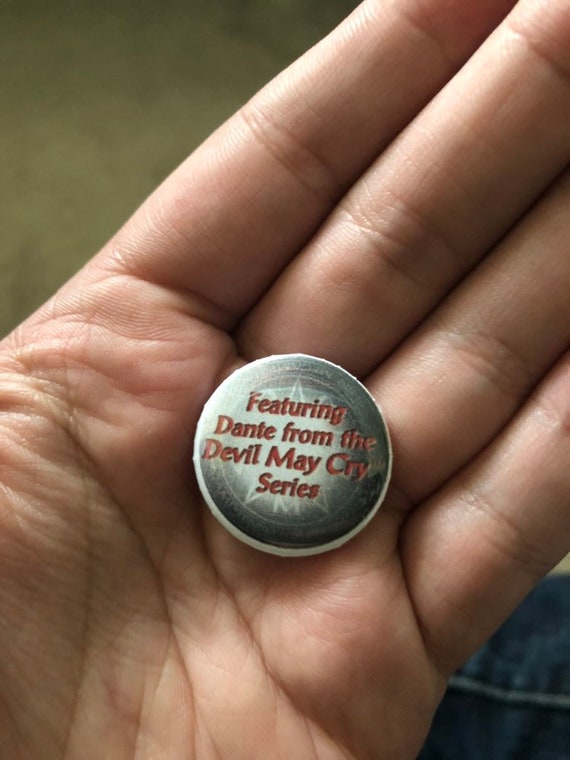 Featuring
Dante from the
Devil May Cry
Series